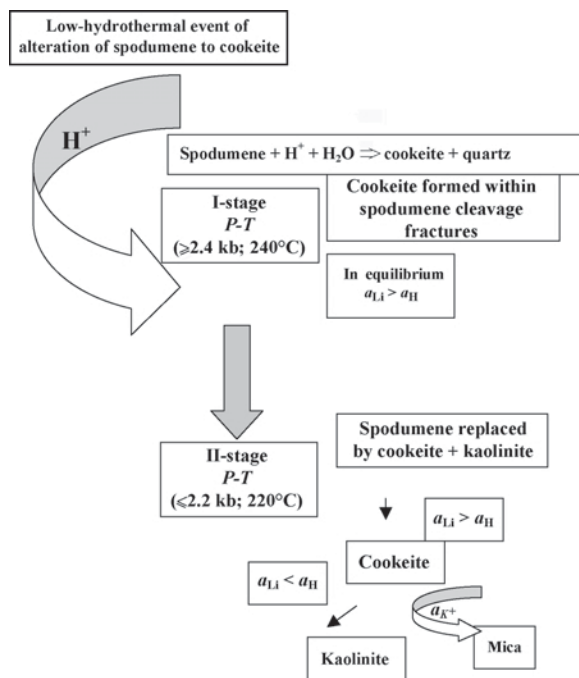 Low-hydrothermal event of
alteration of spodumene to cookeite
H⁺
Spodumene + H⁺ + H₂O ⇒ cookeite + quartz
I-stage
P-T
(⩾2.4 kb; 240°C)
Cookeite formed within
spodumene cleavage
fractures
In equilibrium
aLi > aH
II-stage
P-T
(⩽2.2 kb; 220°C)
Spodumene replaced
by cookeite + kaolinite
aLi > aH
Cookeite
aLi < aH
aK⁺
Kaolinite
Mica